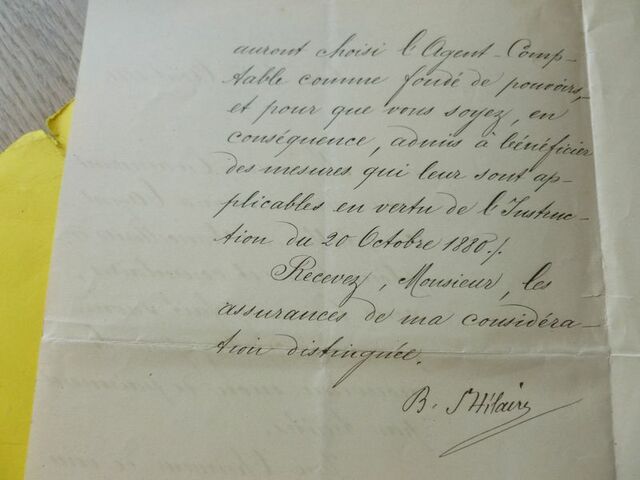 auront choisi l'Agent-Comp-
table comme fondé de pouvoirs,
et pour que vous soyez, en
conséquence, admis à bénéficier
des mesures qui leur sont ap-
plicables en vertu de l'Instruc-
tion du 20 Octobre 1880./.
Recevez, Monsieur, les
assurances de ma considéra-
tion distinguée.
B. St Hilaire